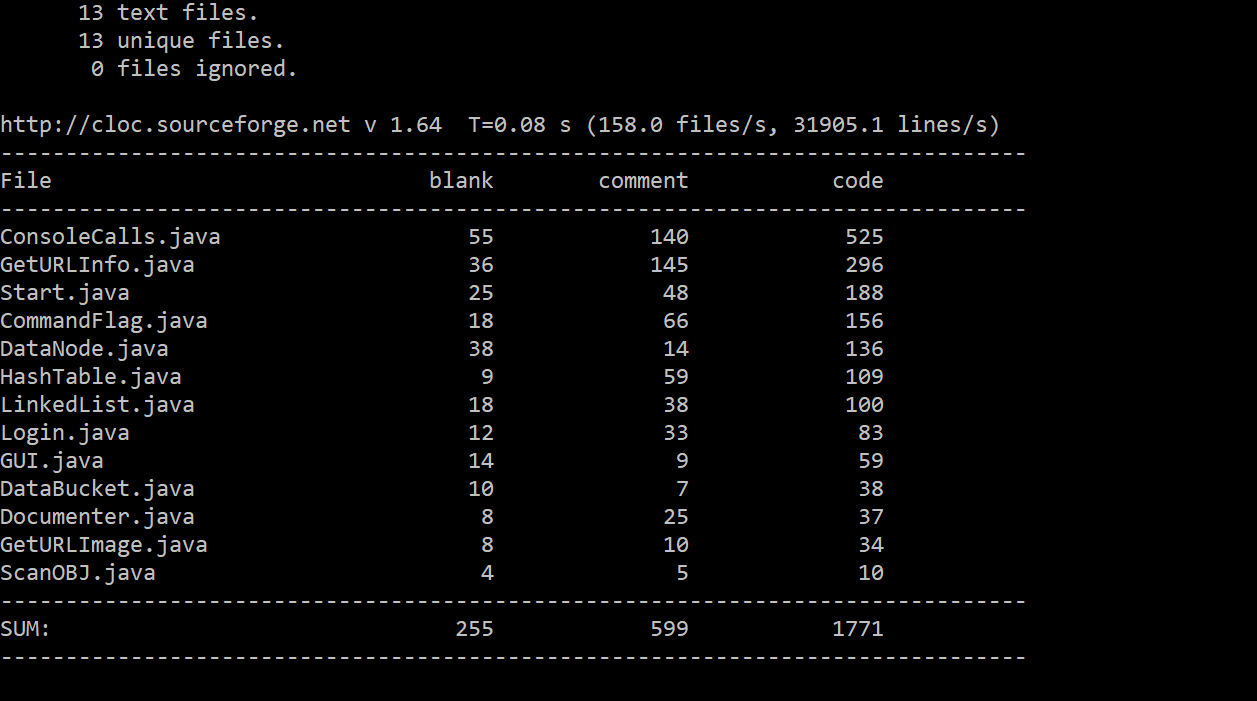 13 text files.
13 unique files.
0 files ignored.
http://cloc.sourceforge.net v 1.64  T=0.08 s (158.0 files/s, 31905.1 lines/s)
-------------------------------------------------------------------------------
File                             blank        comment           code
-------------------------------------------------------------------------------
ConsoleCalls.java                   55            140            525
GetURLInfo.java                     36            145            296
Start.java                          25             48            188
CommandFlag.java                    18             66            156
DataNode.java                       38             14            136
HashTable.java                       9             59            109
LinkedList.java                     18             38            100
Login.java                          12             33             83
GUI.java                            14              9             59
DataBucket.java                     10              7             38
Documenter.java                      8             25             37
GetURLImage.java                     8             10             34
ScanOBJ.java                         4              5             10
-------------------------------------------------------------------------------
SUM:                               255            599           1771
-------------------------------------------------------------------------------